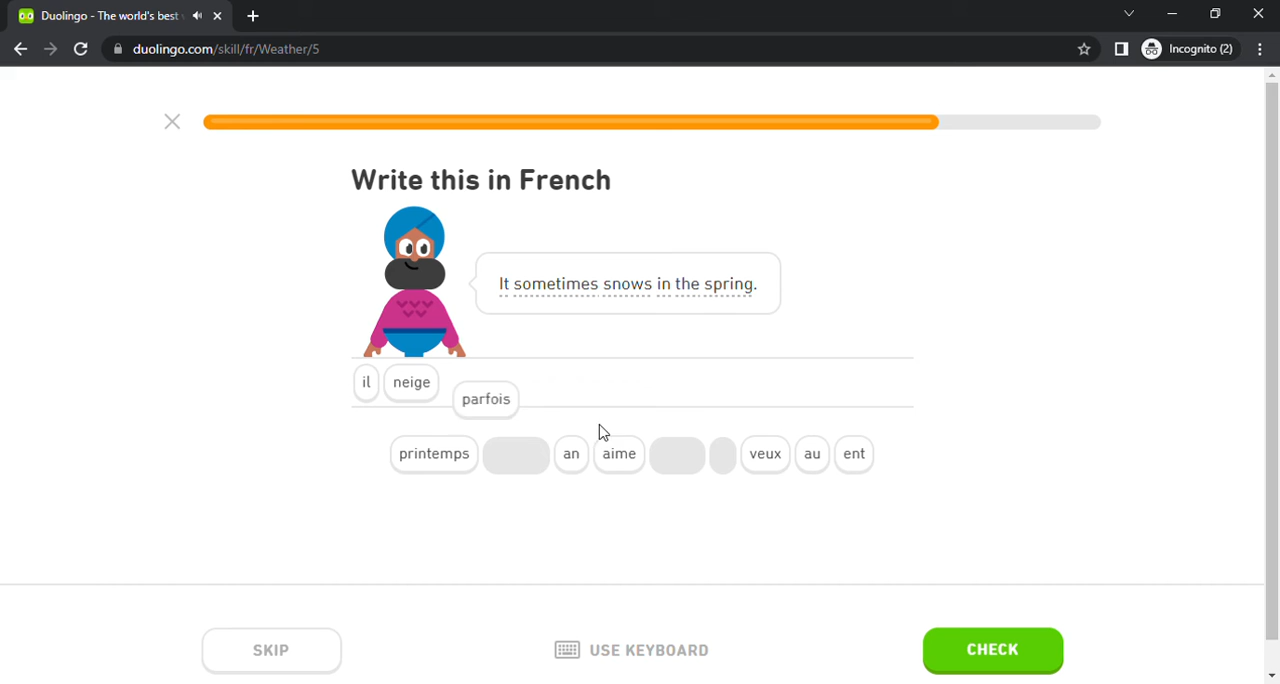 Duolingo - The world's best
duolingo.com/skill/fr/Weather/5
Incognito (2)
Write this in French
It sometimes snows in the spring.
il neige parfois
printemps an aime veux au ent
SKIP USE KEYBOARD CHECK